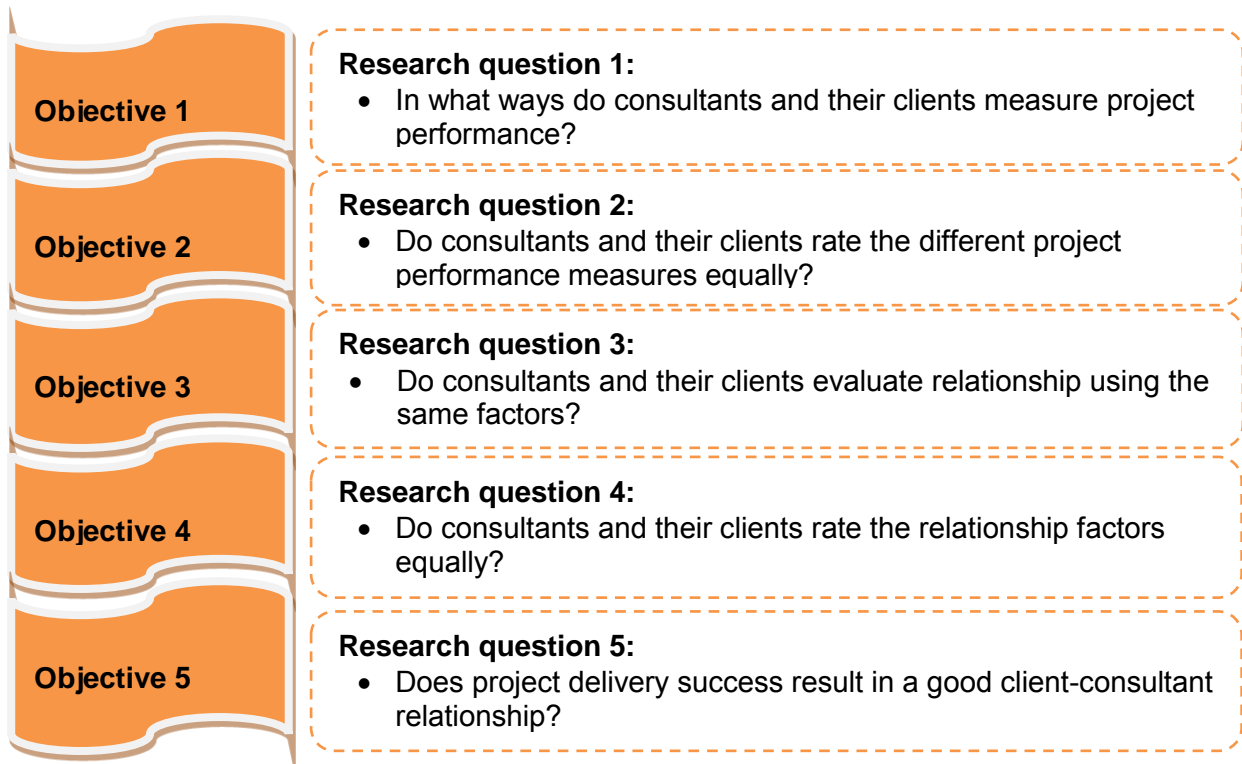 Objective 1
Research question 1:
• In what ways do consultants and their clients measure project
performance?
Objective 2
Research question 2:
• Do consultants and their clients rate the different project
performance measures equally?
Objective 3
Research question 3:
• Do consultants and their clients evaluate relationship using the
same factors?
Objective 4
Research question 4:
• Do consultants and their clients rate the relationship factors
equally?
Objective 5
Research question 5:
• Does project delivery success result in a good client-consultant
relationship?